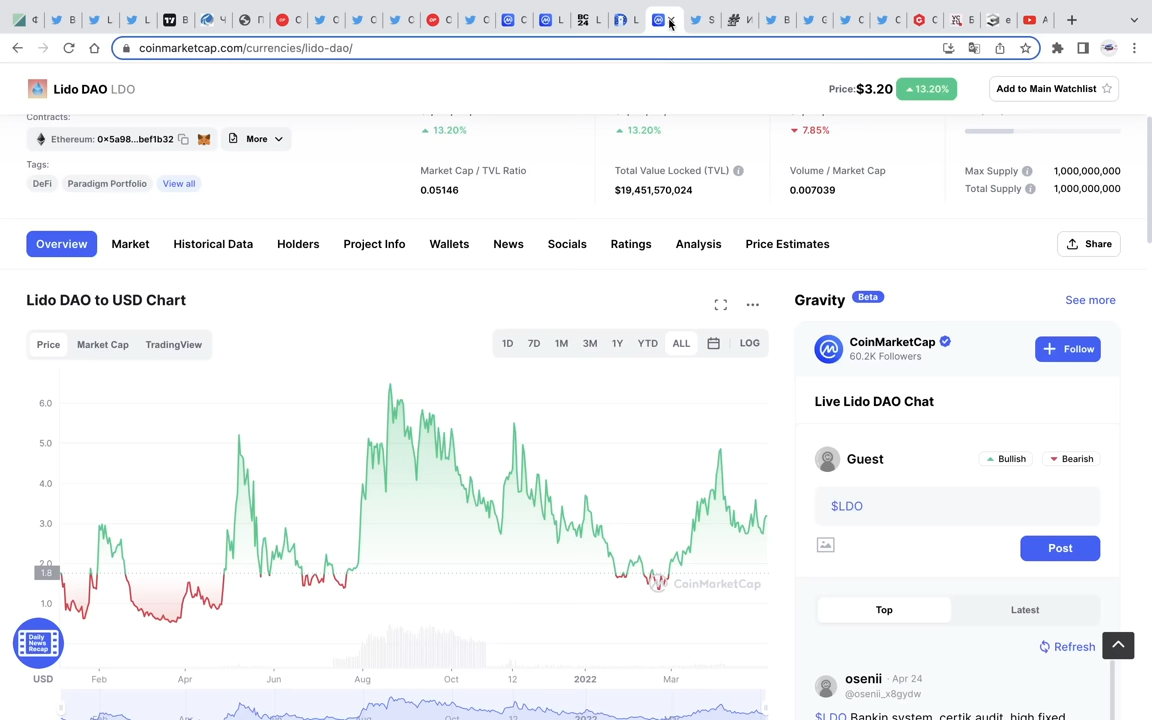 coinmarketcap.com/currencies/lido-dao/
Lido DAO LDO
Price: $3.20 13.20%
Add to Main Watchlist
Contracts:
Ethereum: 0x5a98...bef1b32
More
13.20%
13.20%
7.85%
Tags:
DeFi
Paradigm Portfolio
View all
Market Cap / TVL Ratio
0.05146
Total Value Locked (TVL)
$19,451,570,024
Volume / Market Cap
0.007039
Max Supply 1,000,000,000
Total Supply 1,000,000,000
Overview
Market
Historical Data
Holders
Project Info
Wallets
News
Socials
Ratings
Analysis
Price Estimates
Share
Lido DAO to USD Chart
Price
Market Cap
TradingView
1D
7D
1M
3M
1Y
YTD
ALL
LOG
6.0
5.0
4.0
3.0
2.0
1.8
1.0
CoinMarketCap
Daily
News
Recap
USD
Feb
Apr
Jun
Aug
Oct
12
2022
Mar
Gravity Beta
See more
CoinMarketCap
60.2K Followers
Follow
Live Lido DAO Chat
Guest
Bullish
Bearish
$LDO
Post
Top
Latest
Refresh
osenii · Apr 24
@osenii_x8gydw
$LDO Bankin system, certik audit, high fixed